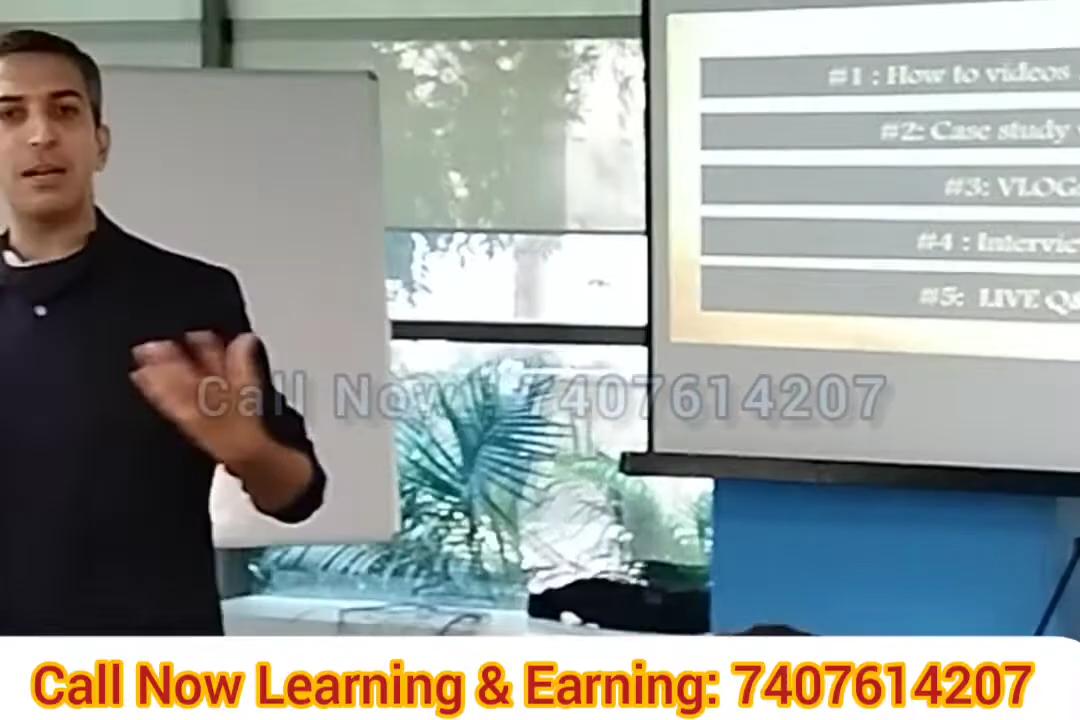 #1 : How to videos
#2: Case study
#3: VLOG
#4 : Intervie
#5: LIVE Q&
Call Now : 7407614207
Call Now Learning & Earning: 7407614207